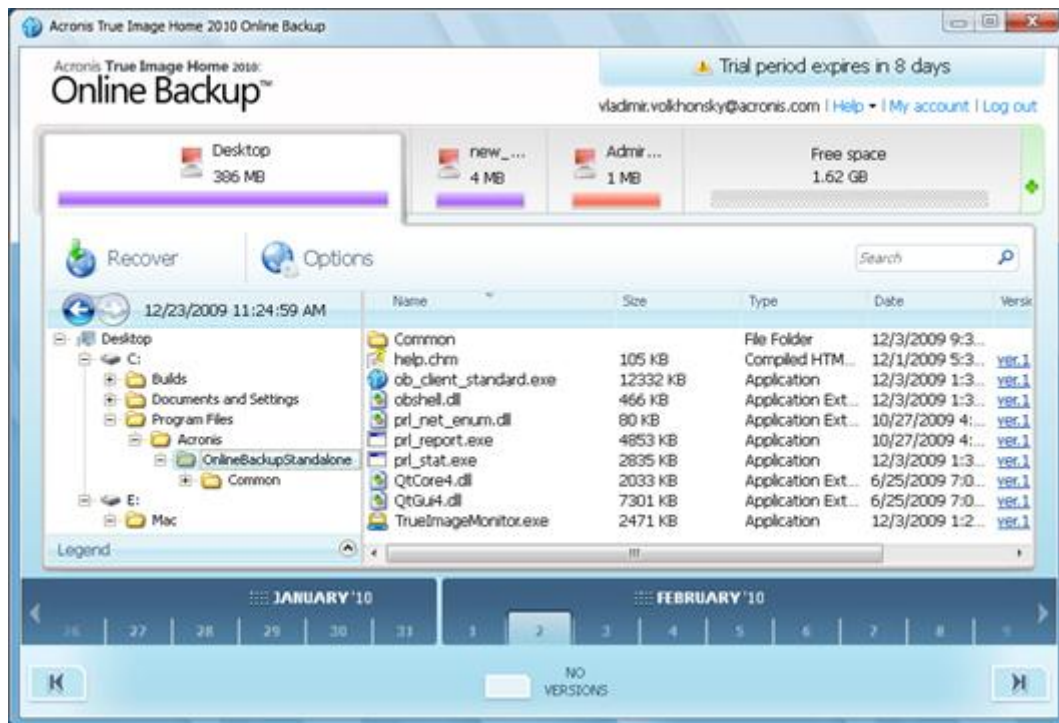 Acronis True Image Home 2010 Online Backup
Acronis True Image Home 2010:
Online Backup™
Trial period expires in 8 days
vladimir.volkhonsky@acronis.com | Help | My account | Log out
Desktop
386 MB
new_...
4 MB
Admir...
1 MB
Free space
1.62 GB
Recover
Options
Search
12/23/2009 11:24:59 AM
Name Size Type Date Versic
Desktop
C:
Builds
Documents and Settings
Program Files
Acronis
OnlineBackupStandalone
Common
E:
Mac
Legend
Common File Folder 12/3/2009 9:3...
help.chm 105 KB Compiled HTM... 12/1/2009 5:3... ver.1
ob_client_standard.exe 12332 KB Application 12/3/2009 1:3... ver.1
obshell.dll 466 KB Application Ext... 12/3/2009 1:3... ver.1
prl_net_enum.dll 80 KB Application Ext... 10/27/2009 4:... ver.1
prl_report.exe 4853 KB Application 10/27/2009 4:... ver.1
prl_stat.exe 2835 KB Application 12/3/2009 1:3... ver.1
QtCore4.dll 2033 KB Application Ext... 6/25/2009 7:0... ver.1
QtGui4.dll 7301 KB Application Ext... 6/25/2009 7:0... ver.1
TrueImageMonitor.exe 2471 KB Application 12/3/2009 1:2... ver.1
JANUARY '10 FEBRUARY '10
26 27 28 29 30 31 1 2 3 4 5 6 7 8 9
NO
VERSIONS